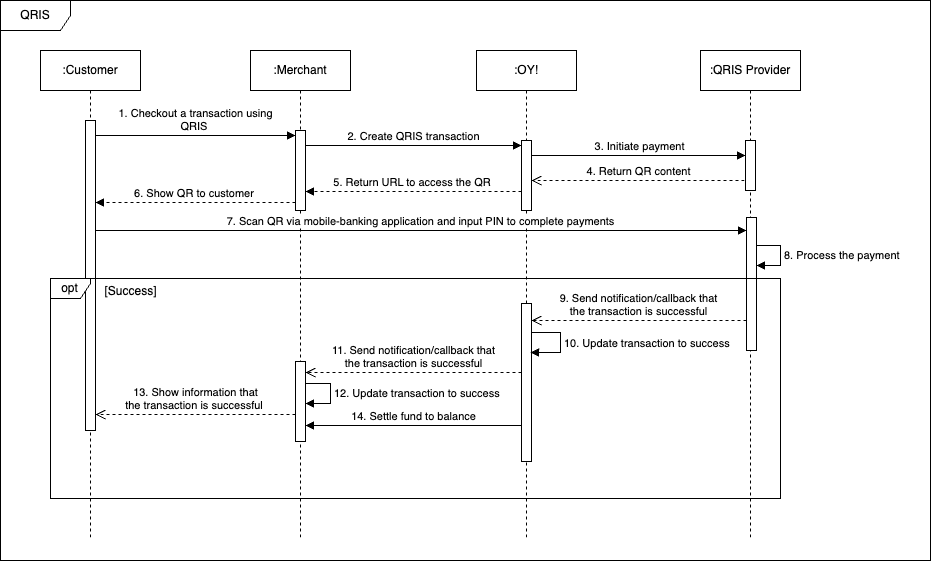 QRIS
:Customer
:Merchant
:OY!
:QRIS Provider
1. Checkout a transaction using
QRIS
2. Create QRIS transaction
3. Initiate payment
4. Return QR content
5. Return URL to access the QR
6. Show QR to customer
7. Scan QR via mobile-banking application and input PIN to complete payments
8. Process the payment
opt
[Success]
9. Send notification/callback that
the transaction is successful
10. Update transaction to success
11. Send notification/callback that
the transaction is successful
12. Update transaction to success
13. Show information that
the transaction is successful
14. Settle fund to balance